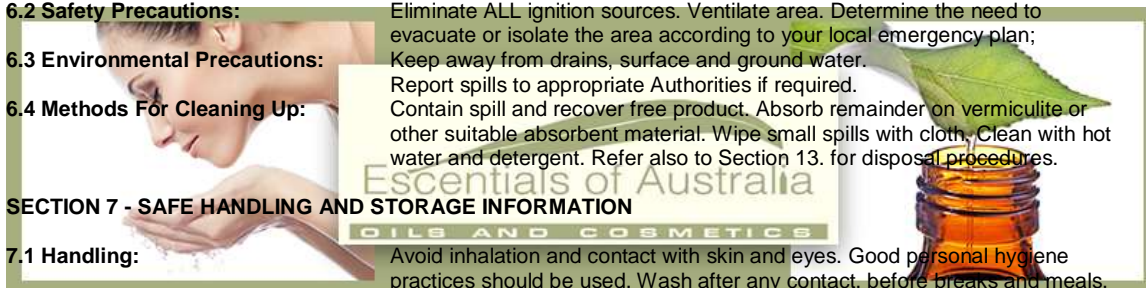 6.2 Safety Precautions: Eliminate ALL ignition sources. Ventilate area. Determine the need to
evacuate or isolate the area according to your local emergency plan;
6.3 Environmental Precautions: Keep away from drains, surface and ground water.
Report spills to appropriate Authorities if required.
6.4 Methods For Cleaning Up: Contain spill and recover free product. Absorb remainder on vermiculite or
other suitable absorbent material. Wipe small spills with cloth. Clean with hot
water and detergent. Refer also to Section 13. for disposal procedures.
Escentials of Australia
SECTION 7 - SAFE HANDLING AND STORAGE INFORMATION
OILS AND COSMETICS
7.1 Handling: Avoid inhalation and contact with skin and eyes. Good personal hygiene
practices should be used. Wash after any contact, before breaks and meals,